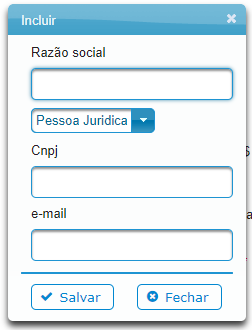 Incluir
Razão social
Pessoa Juridica
Cnpj
e-mail
Salvar Fechar